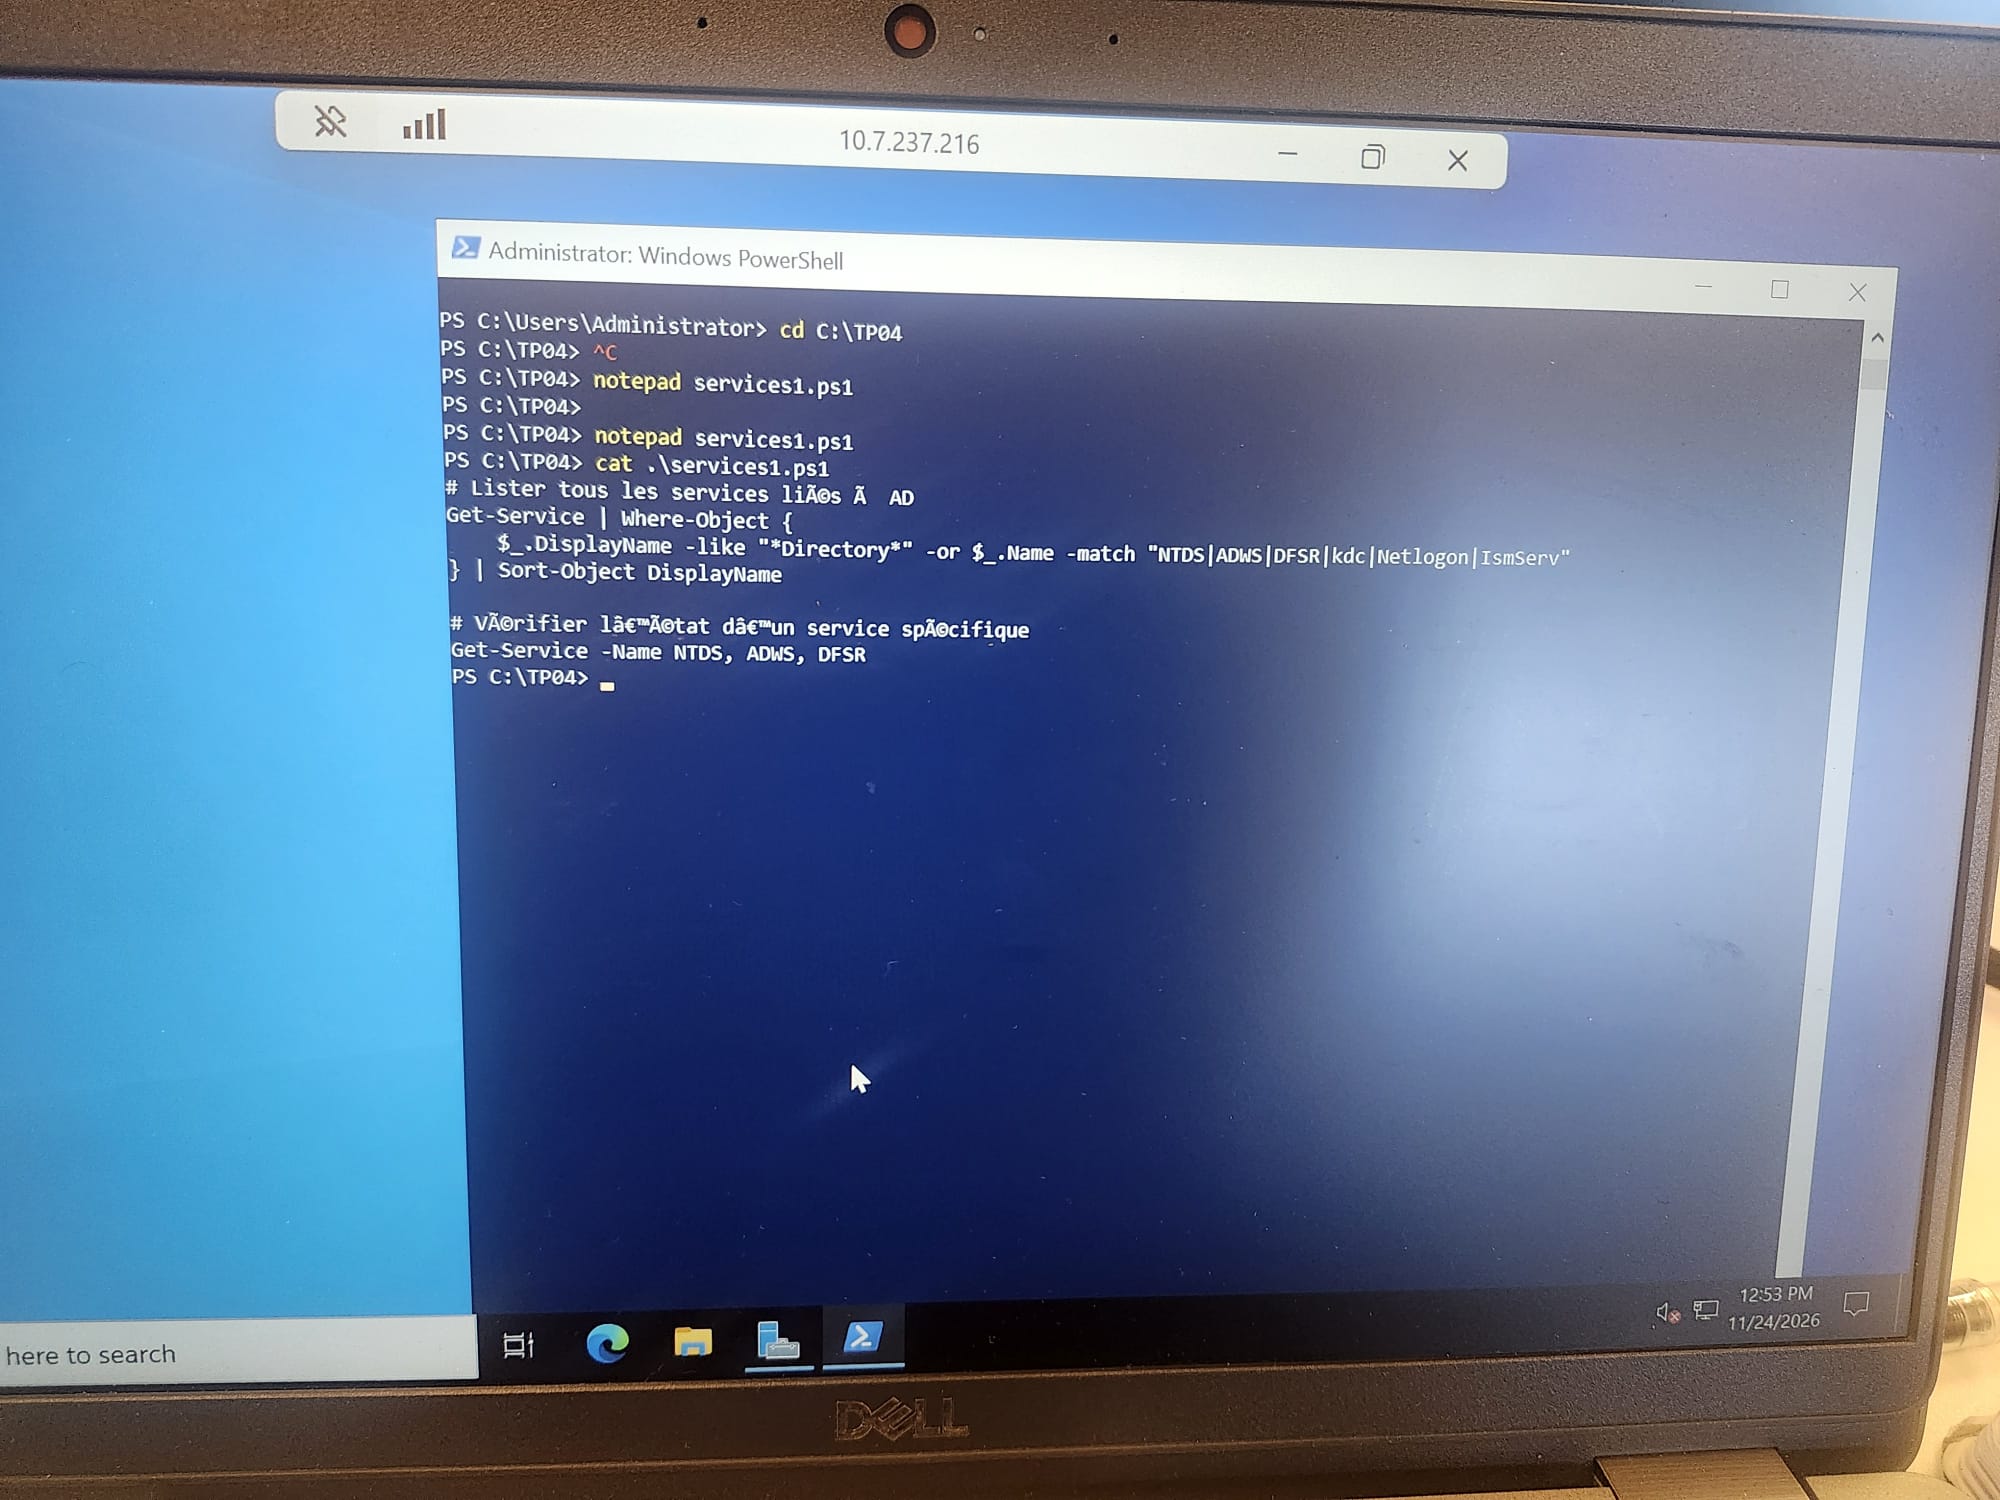 10.7.237.216
Administrator: Windows PowerShell
PS C:\Users\Administrator> cd C:\TP04
PS C:\TP04> ^C
PS C:\TP04> notepad services1.ps1
PS C:\TP04>
PS C:\TP04> notepad services1.ps1
PS C:\TP04> cat .\services1.ps1
# Lister tous les services liÃ©s Ã  AD
Get-Service | Where-Object {
    $_.DisplayName -like "*Directory*" -or $_.Name -match "NTDS|ADWS|DFSR|kdc|Netlogon|IsmServ"
} | Sort-Object DisplayName
# VÃ©rifier lâ€™Ã©tat dâ€™un service spÃ©cifique
Get-Service -Name NTDS, ADWS, DFSR
PS C:\TP04>
here to search
12:53 PM
11/24/2026
DELL